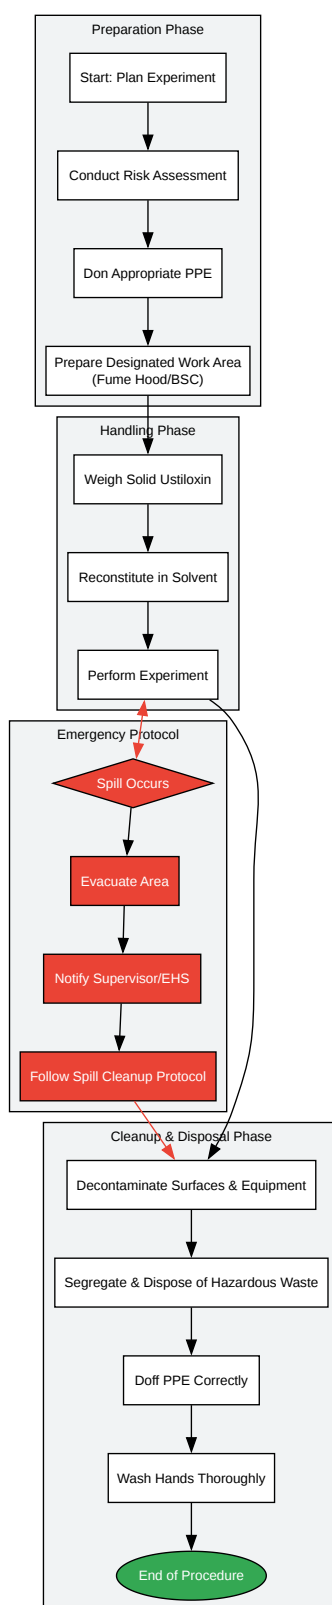 Preparation Phase
Start: Plan Experiment
Conduct Risk Assessment
Don Appropriate PPE
Prepare Designated Work Area
(Fume Hood/BSC)
Handling Phase
Weigh Solid Ustiloxin
Reconstitute in Solvent
Perform Experiment
Emergency Protocol
Spill Occurs
Evacuate Area
Notify Supervisor/EHS
Follow Spill Cleanup Protocol
Cleanup & Disposal Phase
Decontaminate Surfaces & Equipment
Segregate & Dispose of Hazardous Waste
Doff PPE Correctly
Wash Hands Thoroughly
End of Procedure